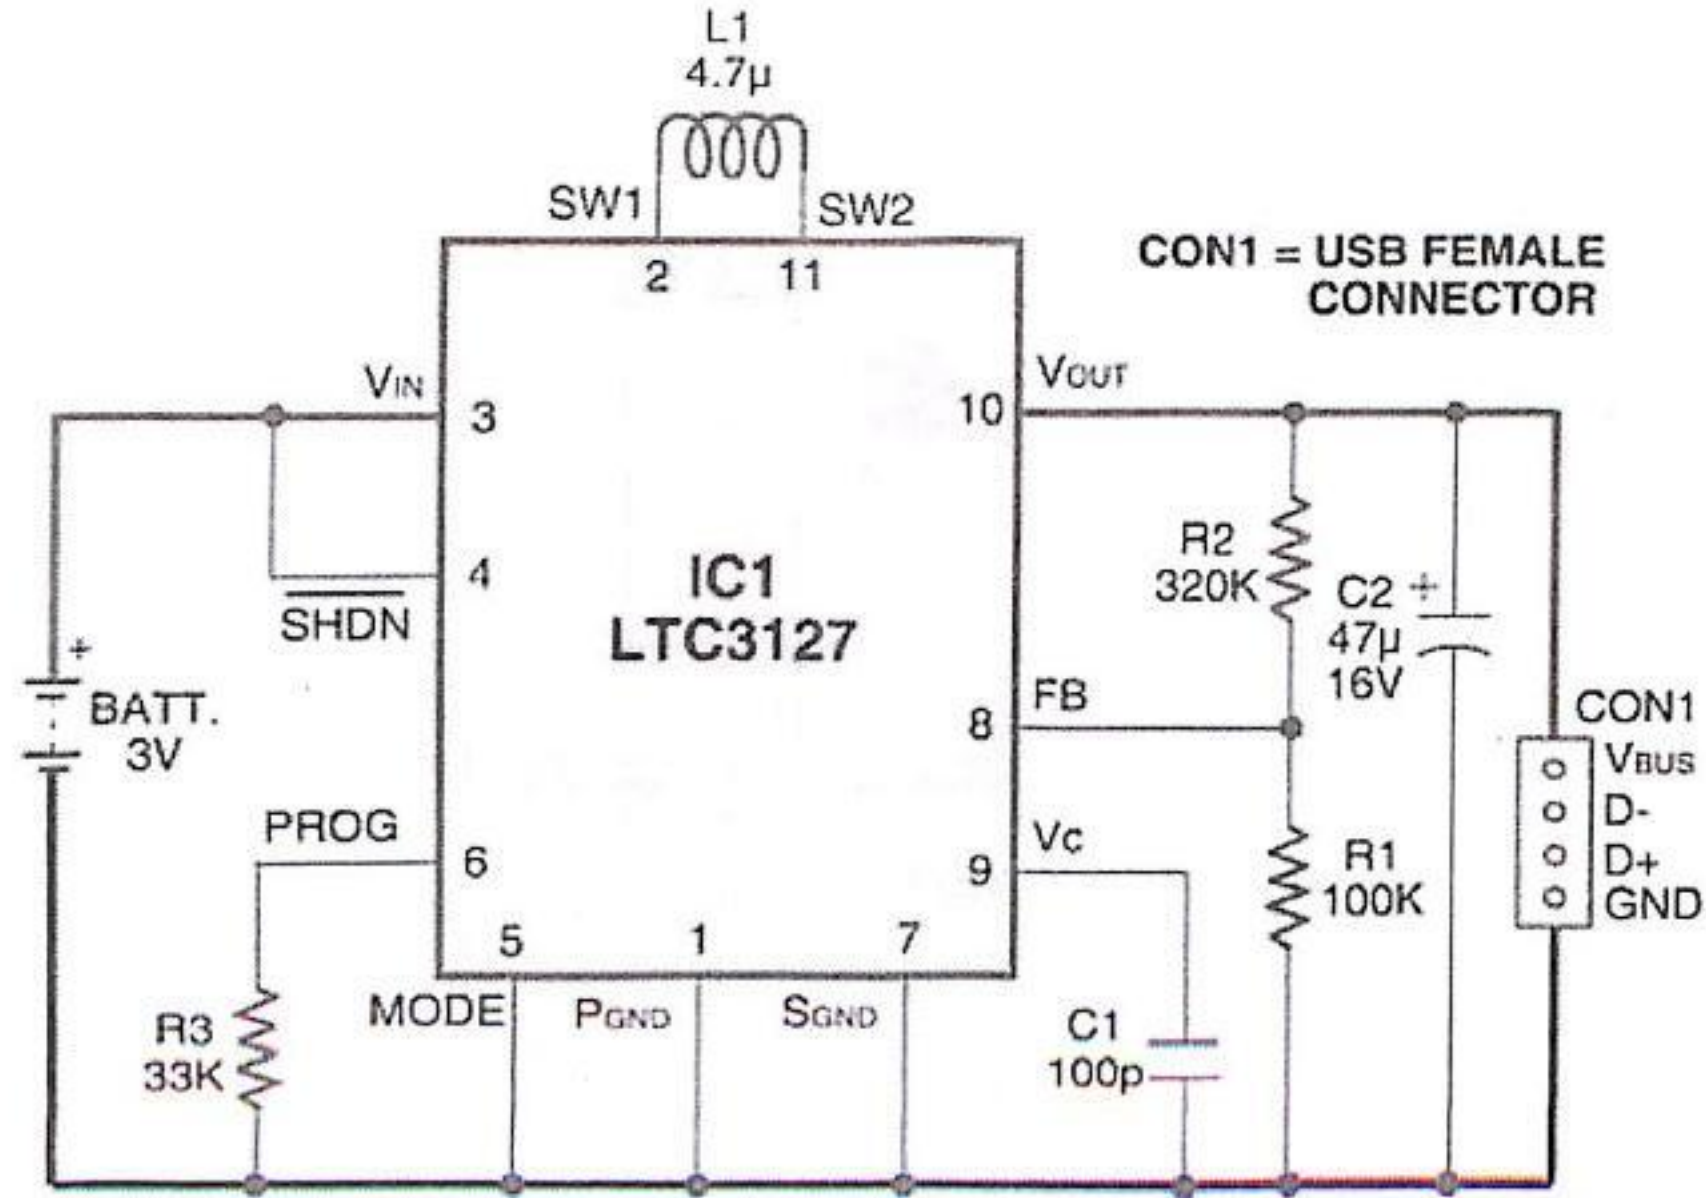 L1
4.7µ
SW1
SW2
2
11
CON1 = USB FEMALE
CONNECTOR
VIN
3
10
VOUT
4
SHDN
IC1
LTC3127
R2
320K
C2
+
47µ
16V
+
BATT.
3V
8
FB
CON1
VBUS
D-
D+
GND
PROG
6
9
VC
R1
100K
5
1
7
MODE
PGND
SGND
R3
33K
C1
100p